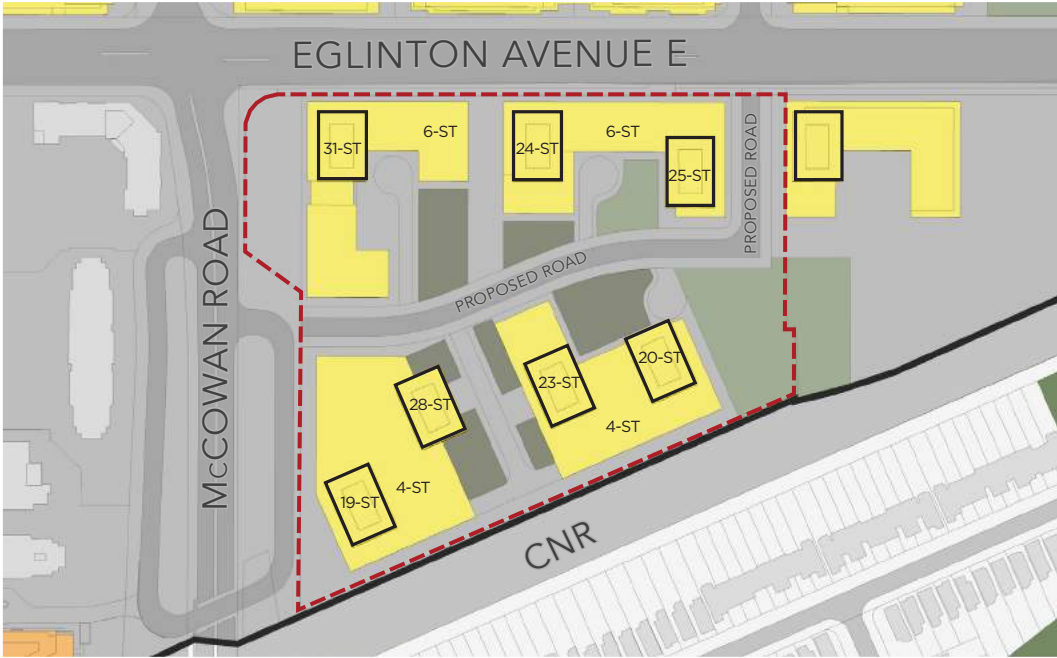 EGLINTON AVENUE E
6-ST
6-ST
31-ST
24-ST
25-ST
PROPOSED ROAD
McCOWAN ROAD
PROPOSED ROAD
20-ST
23-ST
28-ST
4-ST
4-ST
19-ST
CNR